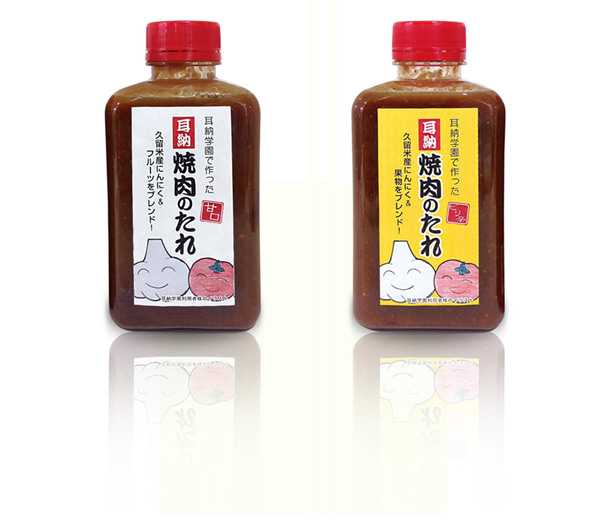 耳納学園で作った
耳納
焼肉のたれ
甘口
久留米産にんにく&
フルーツをブレンド!
耳納学園で作った
耳納
焼肉のたれ
ピリ辛
久留米産にんにく&
果物をブレンド!